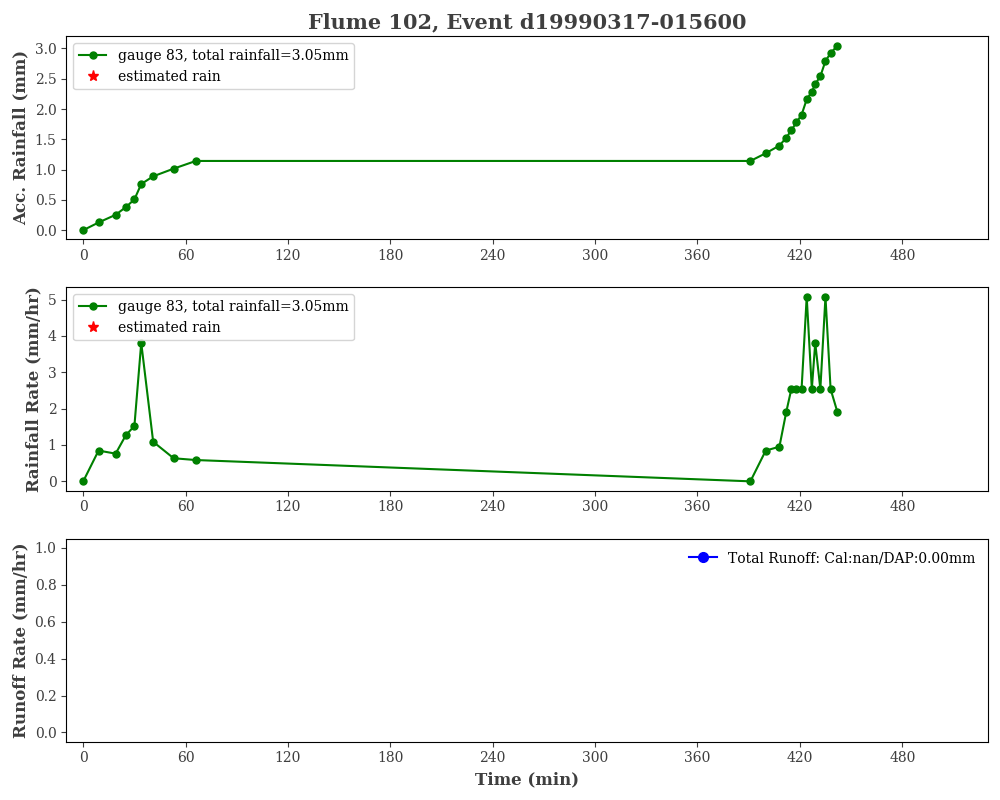 Flume 102, Event d19990317-015600
Acc. Rainfall (mm)
3.0
2.5
2.0
1.5
1.0
0.5
0.0
gauge 83, total rainfall=3.05mm
estimated rain
0 60 120 180 240 300 360 420 480
Rainfall Rate (mm/hr)
5
4
3
2
1
0
gauge 83, total rainfall=3.05mm
estimated rain
0 60 120 180 240 300 360 420 480
Runoff Rate (mm/hr)
1.0
0.8
0.6
0.4
0.2
0.0
Total Runoff: Cal:nan/DAP:0.00mm
0 60 120 180 240 300 360 420 480
Time (min)